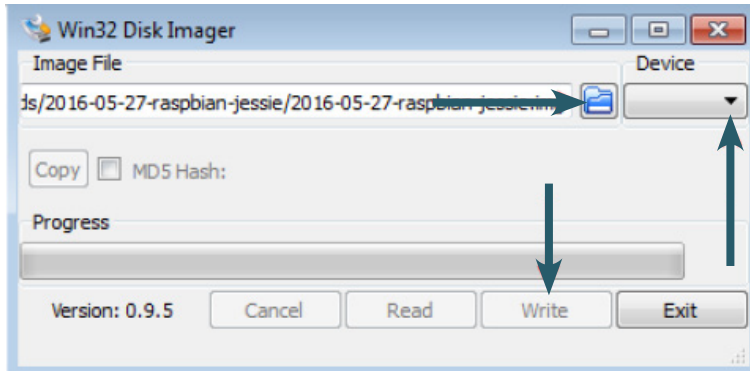 Win32 Disk Imager
Image File
Device
ls/2016-05-27-raspbian-jessie/2016-05-27-raspbian-jessie.im
Copy
MD5 Hash:
Progress
Version: 0.9.5
Cancel
Read
Write
Exit